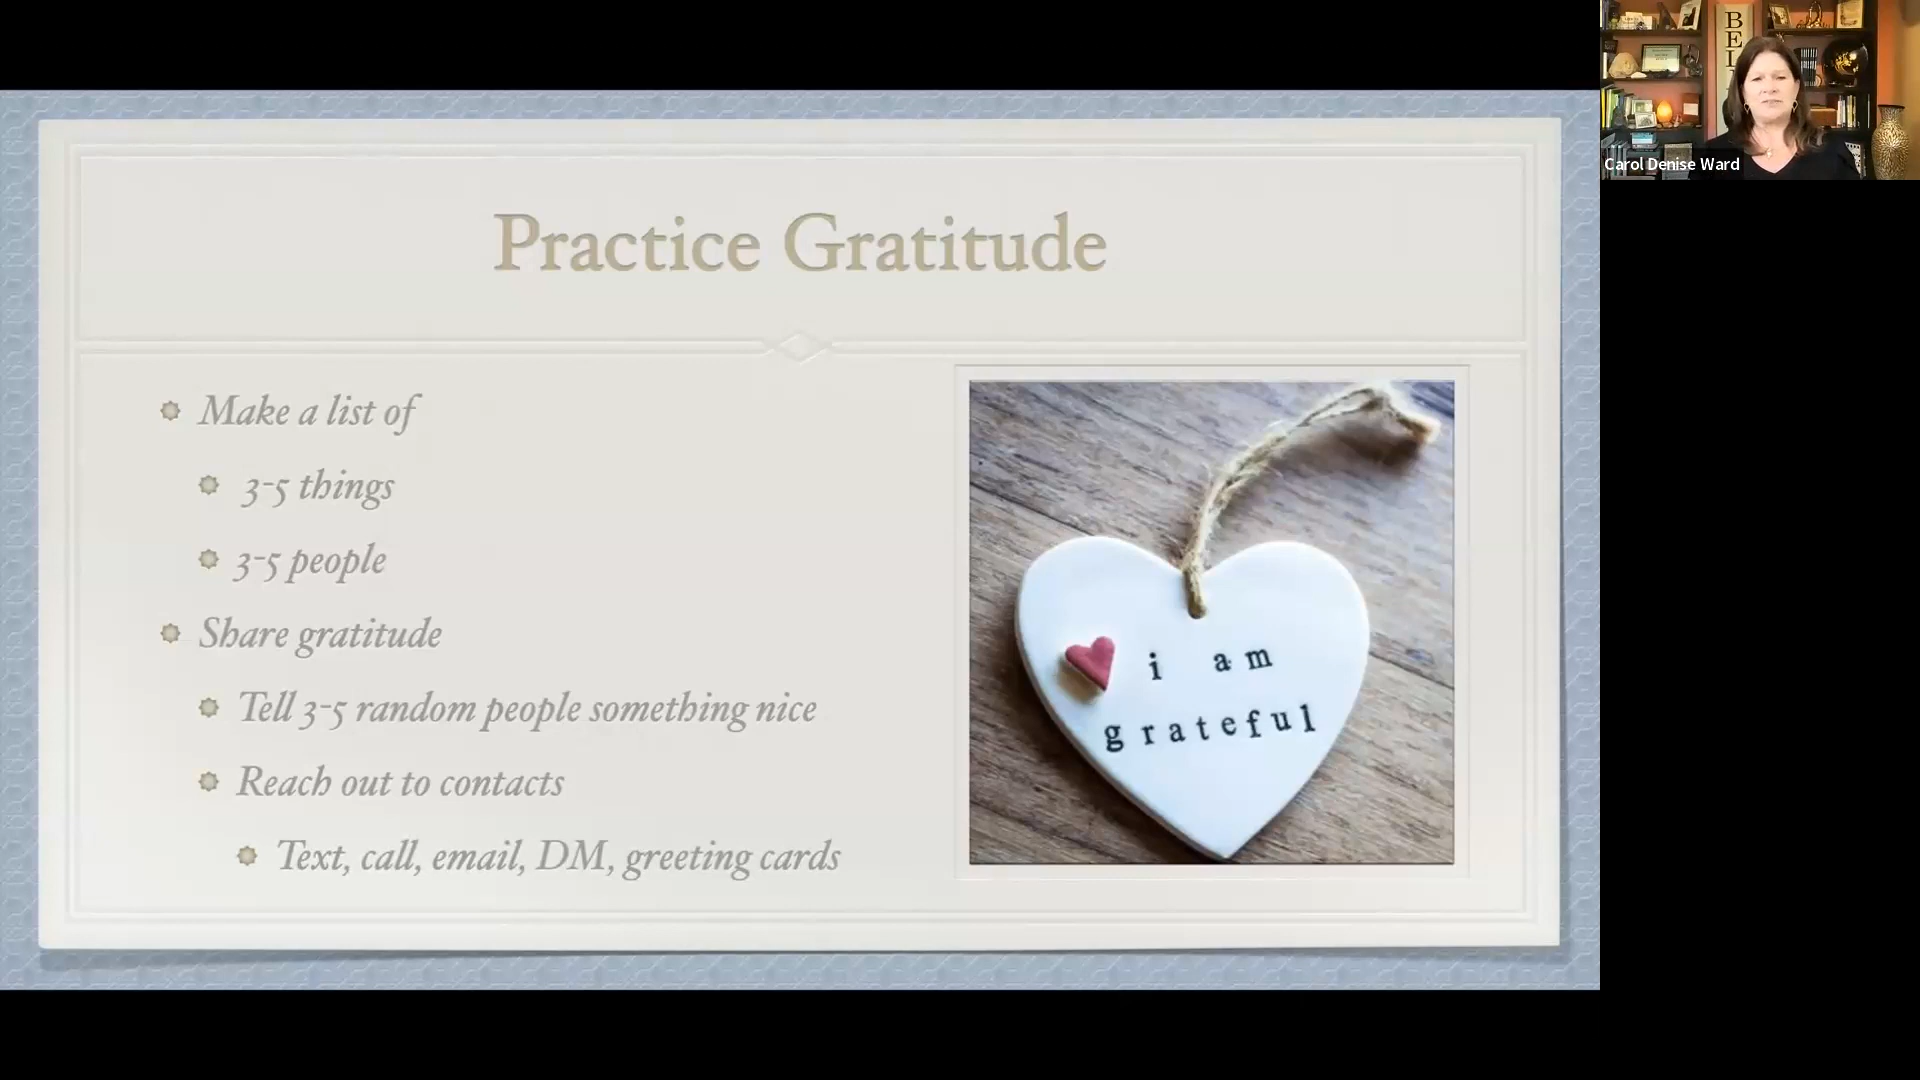 Practice Gratitude
Make a list of
3-5 things
3-5 people
Share gratitude
Tell 3-5 random people something nice
Reach out to contacts
Text, call, email, DM, greeting cards
i am
grateful
BEL
Carol Denise Ward